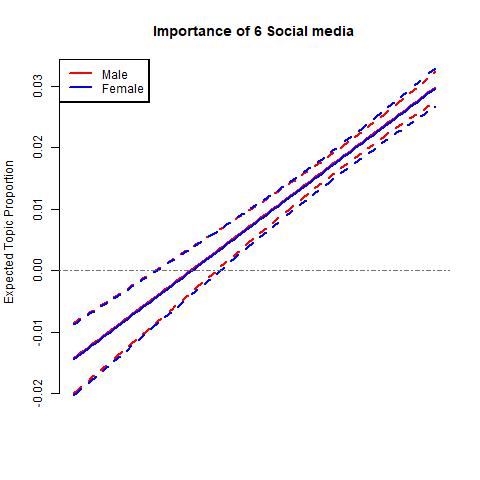 Importance of 6 Social media
Male
Female
Expected Topic Proportion
0.03
0.02
0.01
0.00
-0.01
-0.02